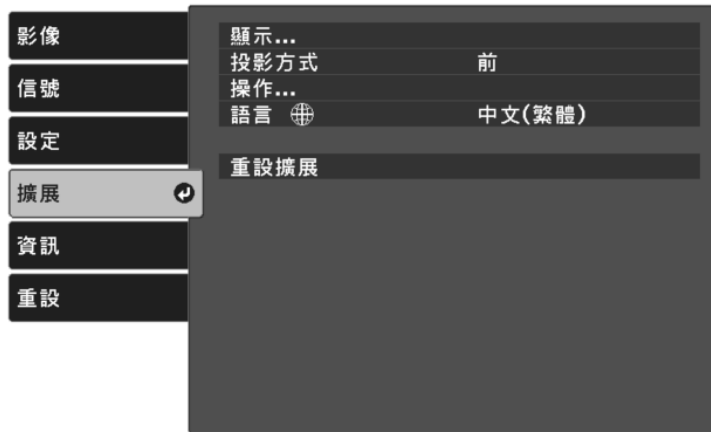 影像
信號
設定
擴展
資訊
重設
顯示...
投影方式 前
操作...
語言 中文(繁體)
重設擴展